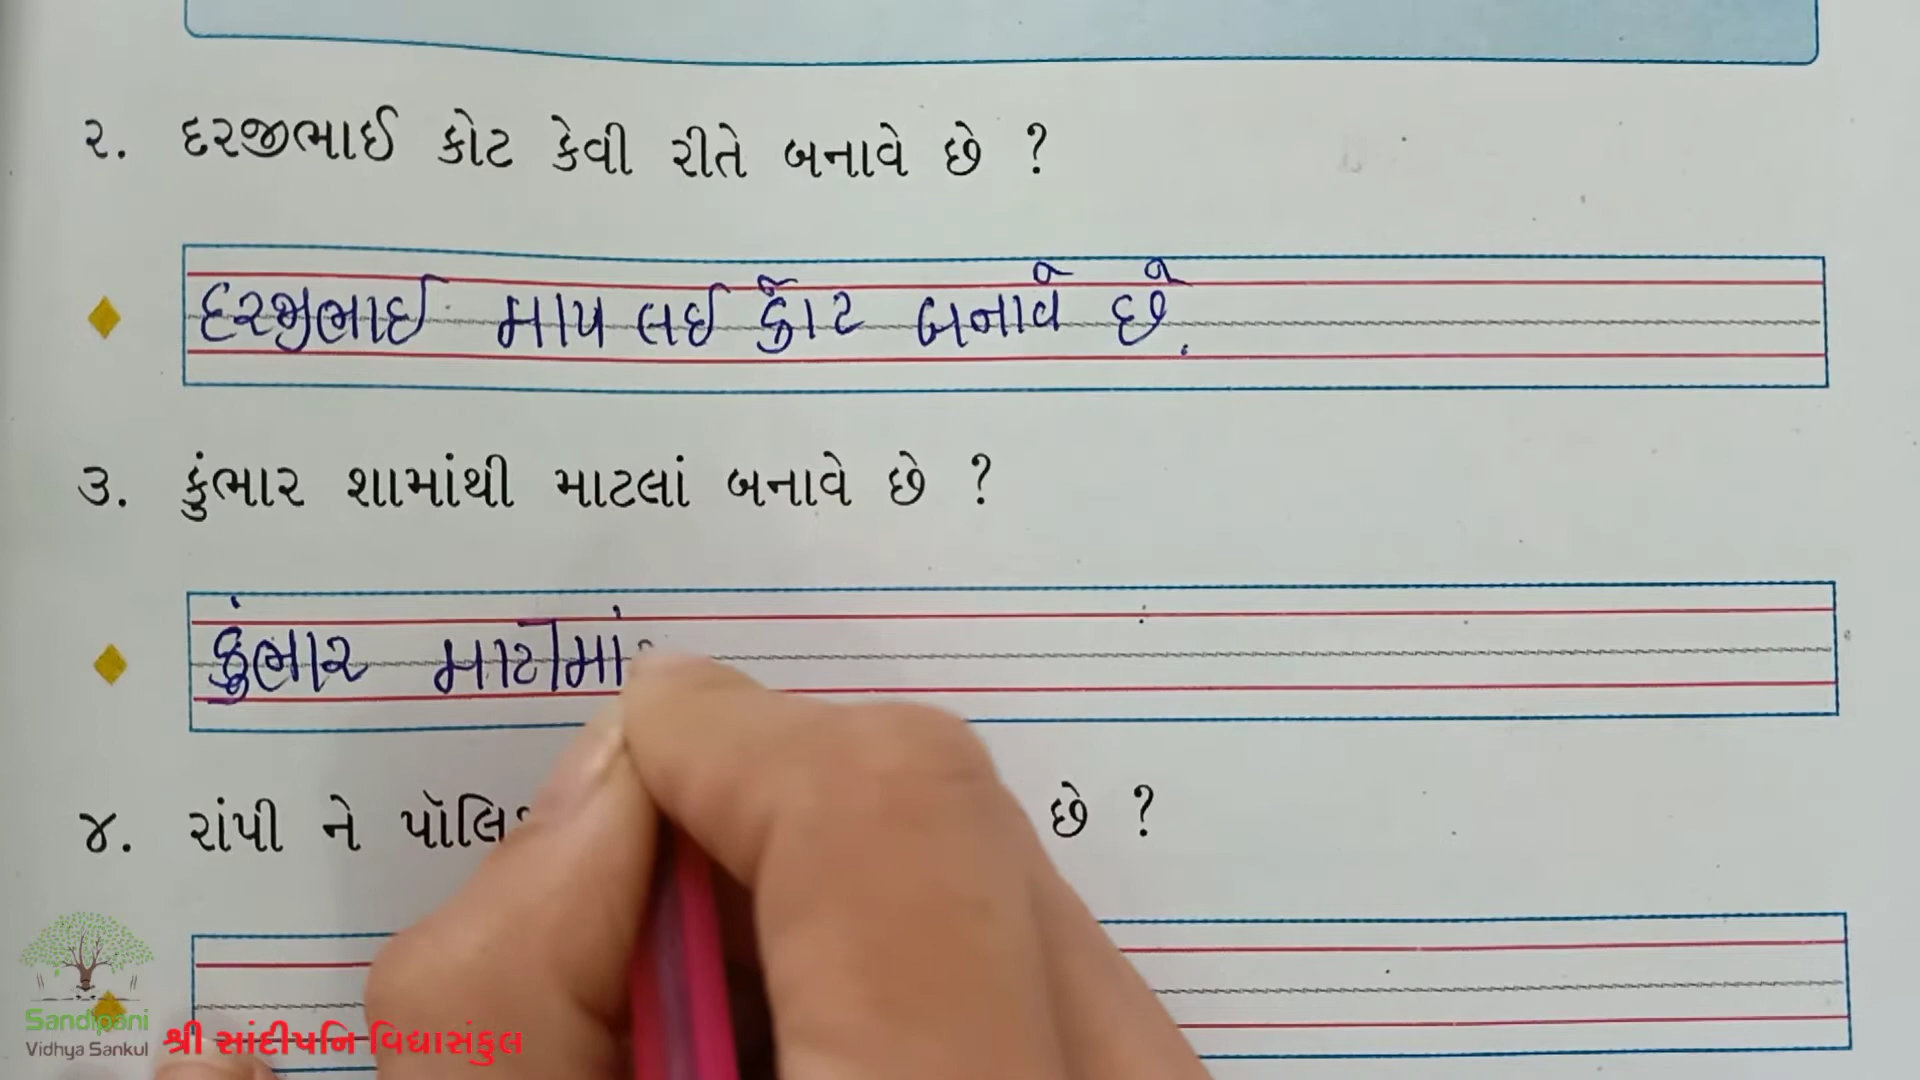 ૨. દરજીભાઈ કોટ કેવી રીતે બનાવે છે ?
દરજીભાઈ માપ લઈ કોટ બનાવે છે.
૩. કુંભાર શામાંથી માટલાં બનાવે છે ?
કુંભાર માટીમાં
૪. રાંપી ને છે ?
Sandipani
Vidhya Sankul
શ્રી સાંદીપનિ વિદ્યાસંકુલ